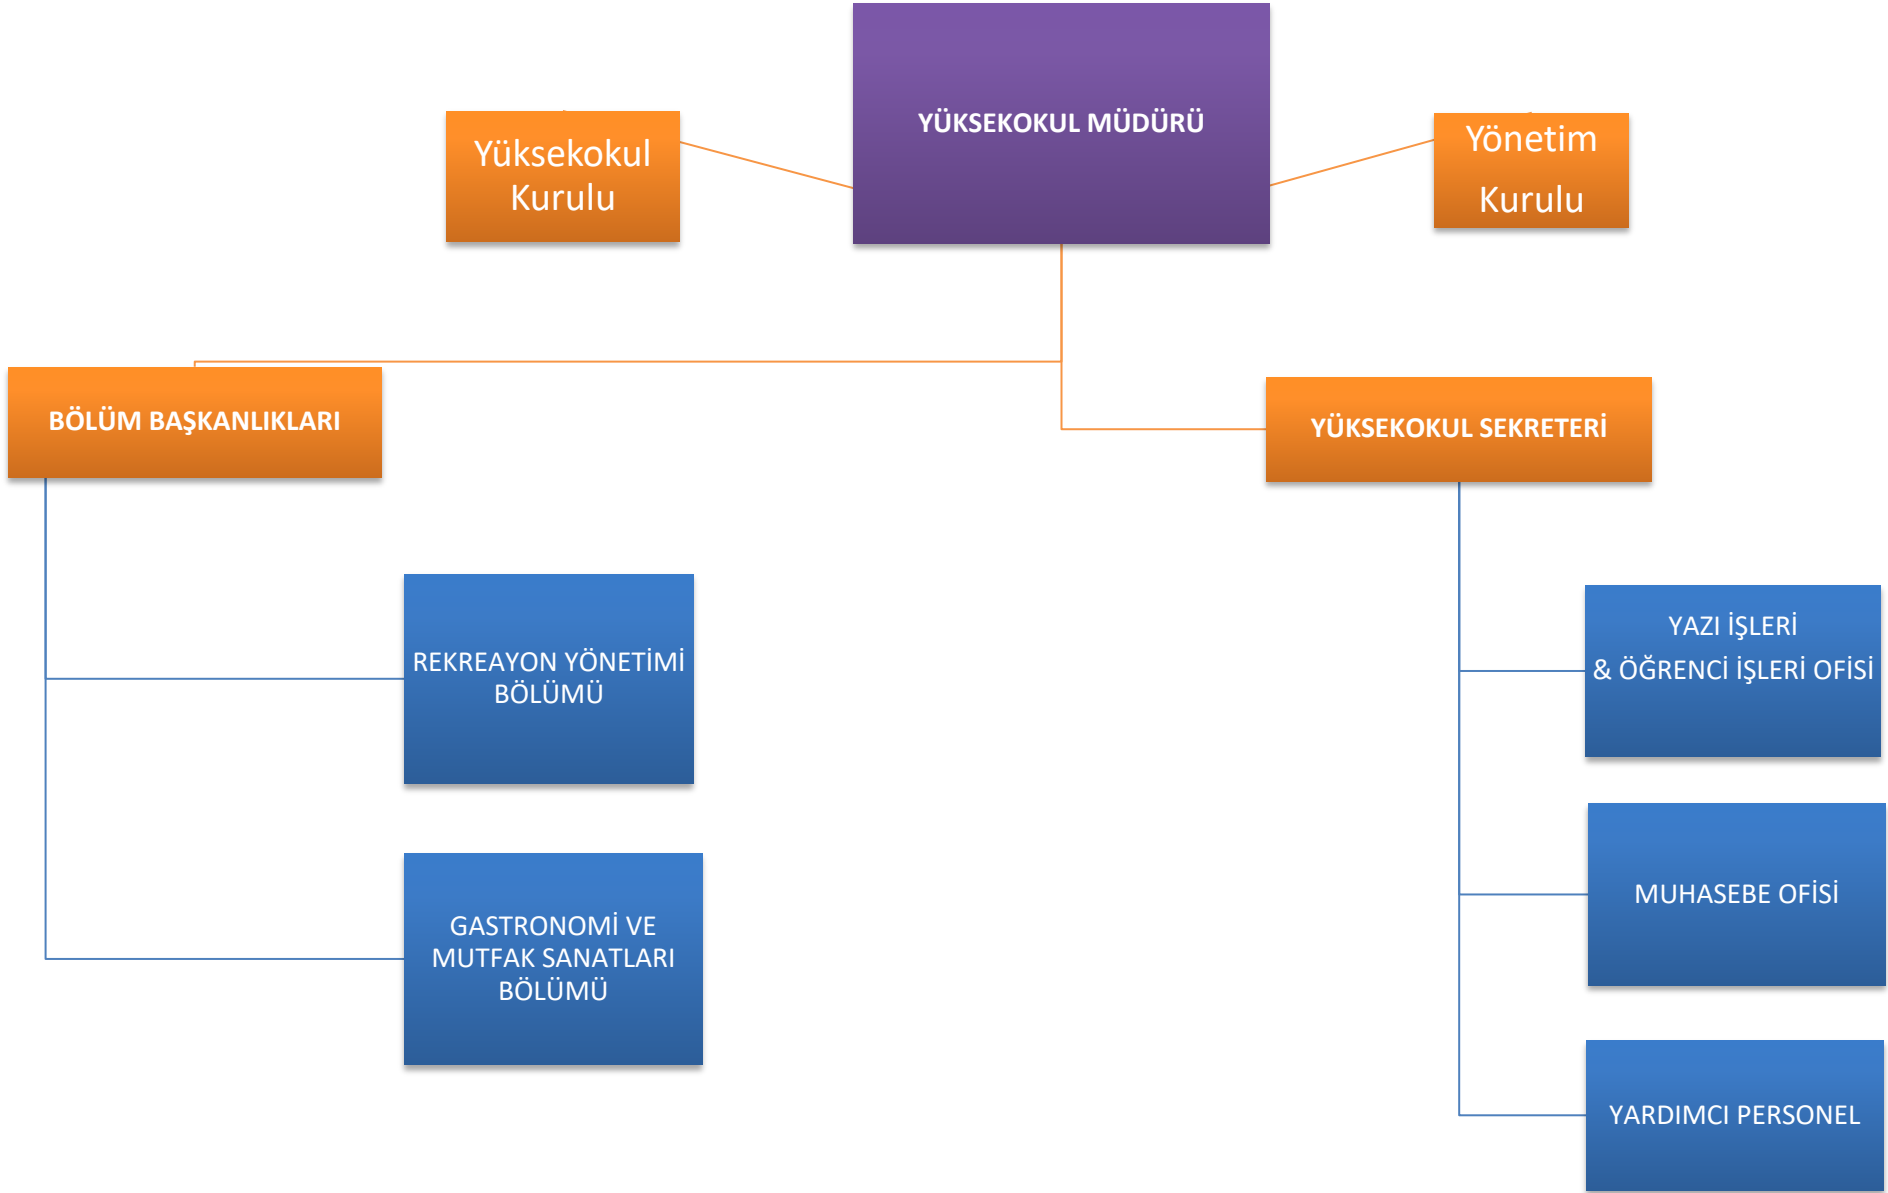 YÜKSEKOKUL MÜDÜRÜ
Yüksekokul
Kurulu
Yönetim
Kurulu
BÖLÜM BAŞKANLIKLARI
YÜKSEKOKUL SEKRETERİ
REKREAYON YÖNETİMİ
BÖLÜMÜ
GASTRONOMİ VE
MUTFAK SANATLARI
BÖLÜMÜ
YAZI İŞLERİ
& ÖĞRENCİ İŞLERİ OFİSİ
MUHASEBE OFİSİ
YARDIMCI PERSONEL